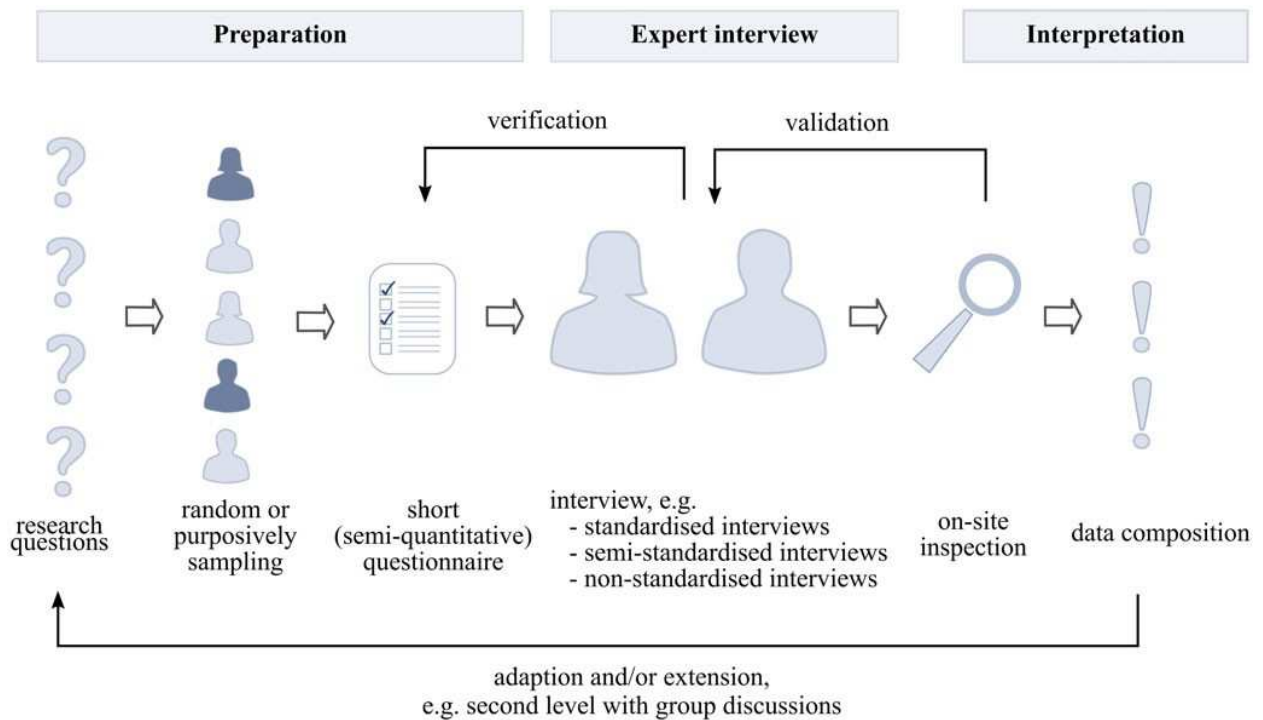 Preparation
Expert interview
Interpretation
verification
validation
research
questions
random or
purposively
sampling
short
(semi-quantitative)
questionnaire
interview, e.g.
- standardised interviews
- semi-standardised interviews
- non-standardised interviews
on-site
inspection
data composition
adaption and/or extension,
e.g. second level with group discussions